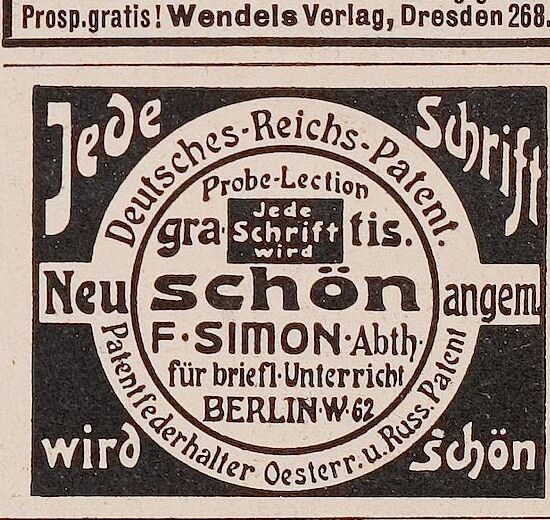 Prosp.gratis! Wendels Verlag, Dresden 268.
Jede Schrift
Deutsches-Reichs-Patent.
Probe-Lection
gra- Jede tis.
Schrift
wird
Neu schön angem.
F. SIMON. Abth.
für briefl. Unterricht
BERLIN. W. 62
Patentfederhalter Oesterr. u. Russ. Patent
wird schön